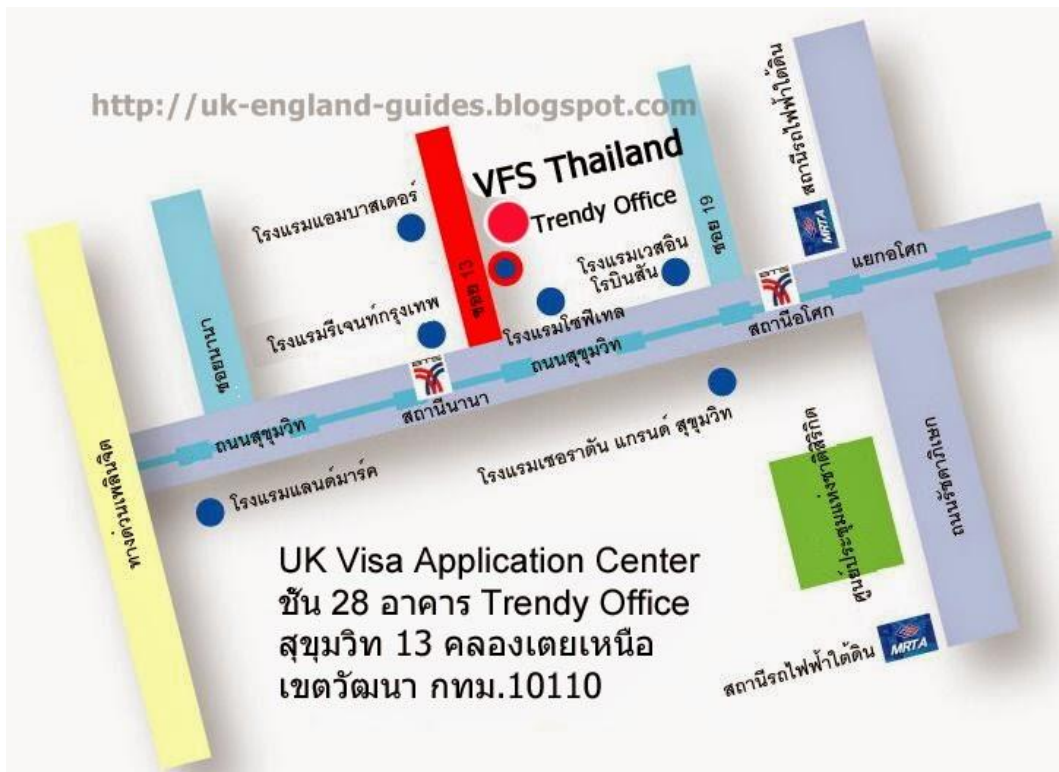 http://uk-england-guides.blogspot.com
VFS Thailand
Trendy Office
โรงแรมแอมบาสเดอร์
ซอย 13
ซอย 19
สถานีรถไฟฟ้าใต้ดิน
MRTA
โรงแรมเวสอิน
โรบินสัน
แยกอโศก
ซอยนานา
โรงแรมรีเจนท์กรุงเทพ
โรงแรมโซฟิเทล
BTS
สถานีอโศก
BTS
สถานีนานา
ถนนสุขุมวิท
ถนนสุขุมวิท
ทางด่วนเพลินจิต
โรงแรมแลนด์มาร์ค
โรงแรมเชอราตัน แกรนด์ สุขุมวิท
ศูนย์ประชุมแห่งชาติสิริกิต
ถนนรัชดาภิเษก
UK Visa Application Center
ชั้น 28 อาคาร Trendy Office
สุขุมวิท 13 คลองเตยเหนือ
เขตวัฒนา กทม.10110
สถานีรถไฟฟ้าใต้ดิน
MRTA